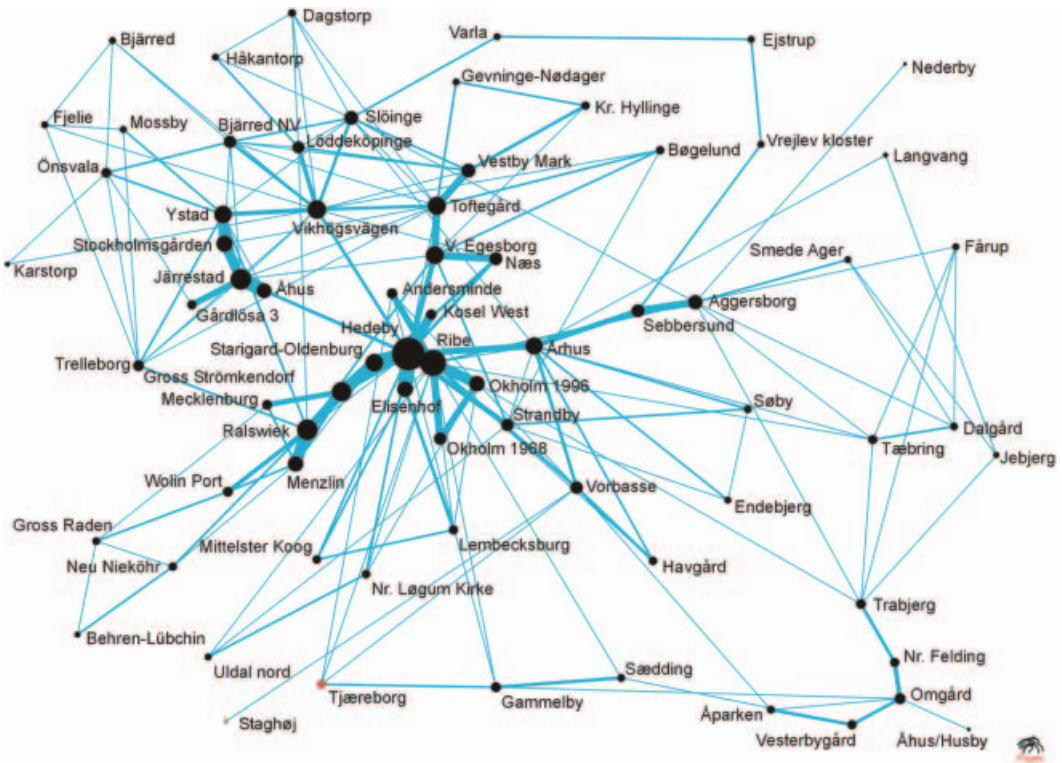 Dagstorp
Bjärred
Varla
Ejstrup
Håkantorp
Nederby
Gevninge-Nødager
Kr. Hyllinge
Fjelie
Mossby
Bjärred NV
Slöinge
Löddeköpinge
Vrejlev kloster
Bøgelund
Langvang
Önsvala
Vestby Mark
Ystad
Toftegård
Vikhögsvägen
Stockholmsgården
V. Egesborg
Smede Ager
Fårup
Næs
Karstorp
Järrestad
Åhus
Andersminde
Aggersborg
Gårdlösa 3
Kosel West
Sebbersund
Hedeby
Ribe
Starigard-Oldenburg
Århus
Trelleborg
Gross Strömkendorf
Okholm 1996
Mecklenburg
Elisenhof
Strandby
Søby
Ralswiek
Okholm 1968
Dalgård
Tæbring
Jebjerg
Wolin Port
Menzlin
Vorbasse
Endebjerg
Gross Raden
Mittelster Koog
Lembecksburg
Neu Nieköhr
Havgård
Nr. Løgum Kirke
Trabjerg
Behren-Lübchin
Uldal nord
Nr. Felding
Sædding
Tjæreborg
Gammelby
Omgård
Staghøj
Åparken
Vesterbygård
Åhus/Husby